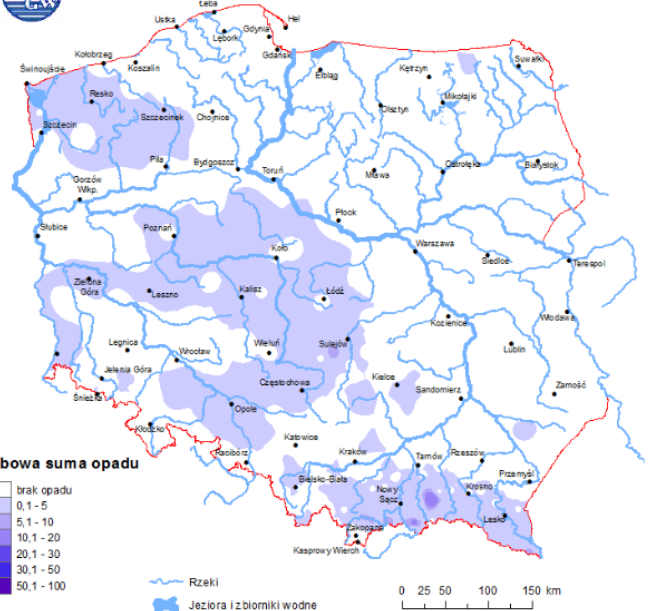 GW
Łeba
Ustka
Hel
Lębork
Gdynia
Gdańsk
Kołobrzeg
Koszalin
Elbląg
Kętrzyn
Suwałki
Świnoujście
Resko
Szczecinek
Chojnice
Olsztyn
Mikołajki
Szczecin
Piła
Bydgoszcz
Toruń
Mława
Ostrołęka
Białystok
Gorzów
Wlkp.
Płock
Słubice
Poznań
Koło
Warszawa
Siedlce
Terespol
Zielona
Góra
Leszno
Kalisz
Łódź
Kozienice
Włodawa
Legnica
Wrocław
Wieluń
Sulejów
Lublin
Jelenia Góra
Śnieżka
Częstochowa
Kielce
Sandomierz
Zamość
Opole
Kłodzko
Katowice
Racibórz
Kraków
Tarnów
Rzeszów
Przemyśl
Bielsko-Biała
Nowy
Sącz
Krosno
Lesko
Zakopane
Kasprowy Wierch
bowa suma opadu
brak opadu
0,1 - 5
5,1 - 10
10,1 - 20
20,1 - 30
30,1 - 50
50,1 - 100
Rzeki
Jeziora i zbiorniki wodne
0 25 50 100 150 km